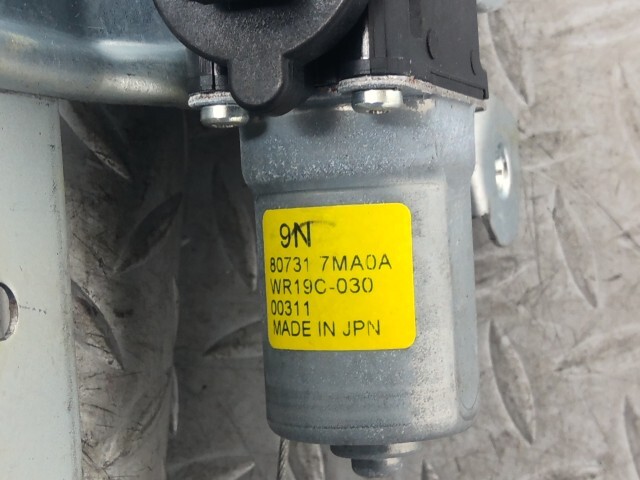 9N
80731 7MA0A
WR19C-030
00311
MADE IN JPN